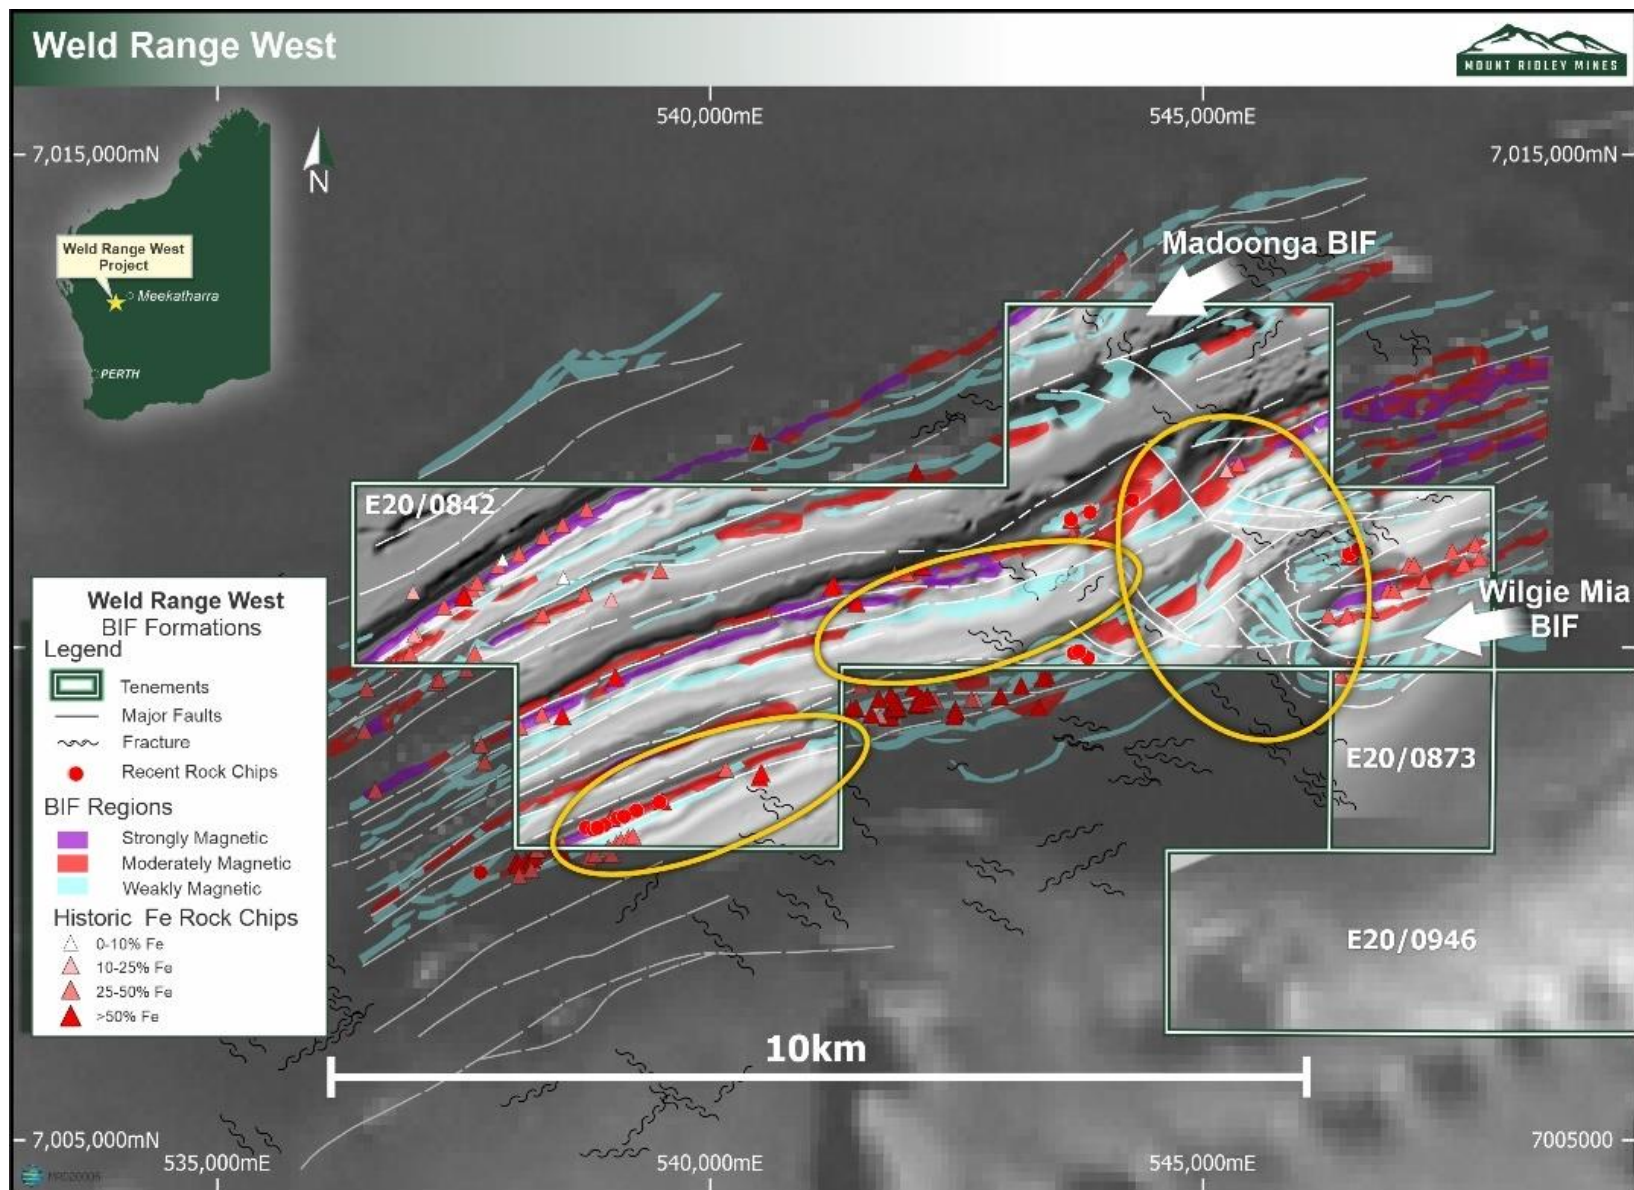 Weld Range West
MOUNT RIDLEY MINES
540,000mE
545,000mE
7,015,000mN
7,015,000mN
N
Weld Range West
Project
Meekatharra
PERTH
Madoonga BIF
E20/0842
Wilgie Mia
BIF
Weld Range West
BIF Formations
Legend
Tenements
Major Faults
Fracture
Recent Rock Chips
BIF Regions
Strongly Magnetic
Moderately Magnetic
Weakly Magnetic
Historic Fe Rock Chips
0-10% Fe
10-25% Fe
25-50% Fe
>50% Fe
E20/0873
E20/0946
10km
7,005,000mN
7005000
535,000mE
540,000mE
545,000mE